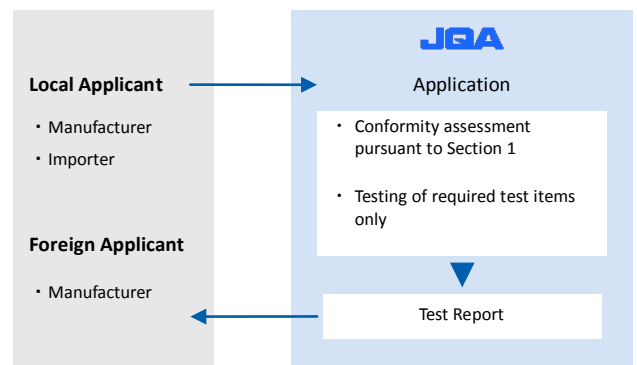 Local Applicant
・Manufacturer
・Importer
Foreign Applicant
・Manufacturer
JQA
Application
・ Conformity assessment
pursuant to Section 1
・ Testing of required test items
only
Test Report